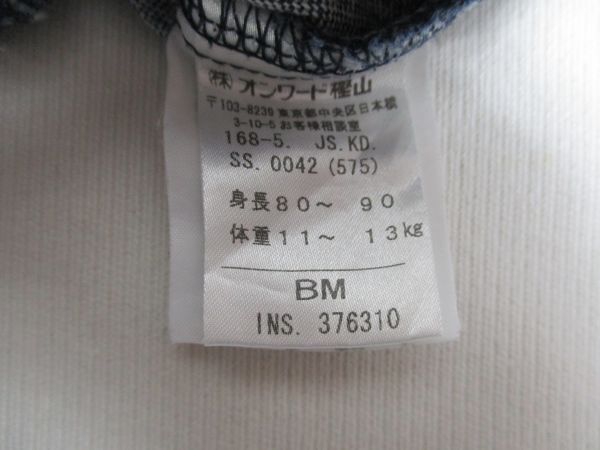 (株)オンワード樫山
〒103-8239 東京都中央区日本橋
3-10-5 お客様相談室
168-5. JS.KD.
SS. 0042 (575)
身長80～ 90
体重11～ 13kg
BM
INS. 376310